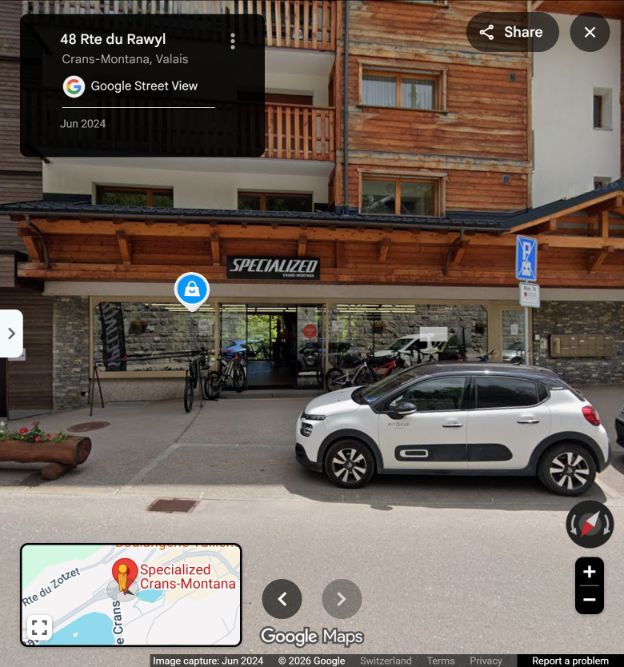 48 Rte du Rawyl
Crans-Montana, Valais
Google Street View
Jun 2024
Share
SPECIALIZED
CRANS-MONTANA
P
Specialized
Crans-Montana
Rte du Zotzet
e Crans
Google Maps
Image capture: Jun 2024 © 2026 Google Switzerland Terms Privacy Report a problem